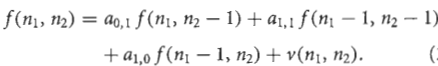 f(n₁, n₂) = a₀,₁ f(n₁, n₂ − 1) + a₁,₁ f(n₁ − 1, n₂ − 1)
+ a₁,₀ f(n₁ − 1, n₂) + ν(n₁, n₂). (